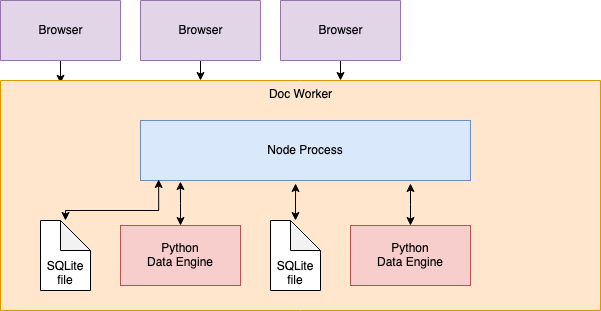 Browser
Browser
Browser
Doc Worker
Node Process
SQLite
file
Python
Data Engine
SQLite
file
Python
Data Engine